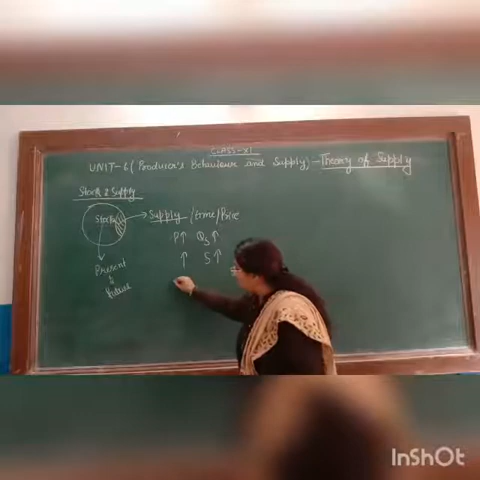 CLASS-XI
UNIT-6 (Producer's Behaviour and Supply) - Theory of Supply
Stock & Supply
Stock → Supply /time/Price
P↑ Qs↑
↑ S↑
Present
&
future
InShOt